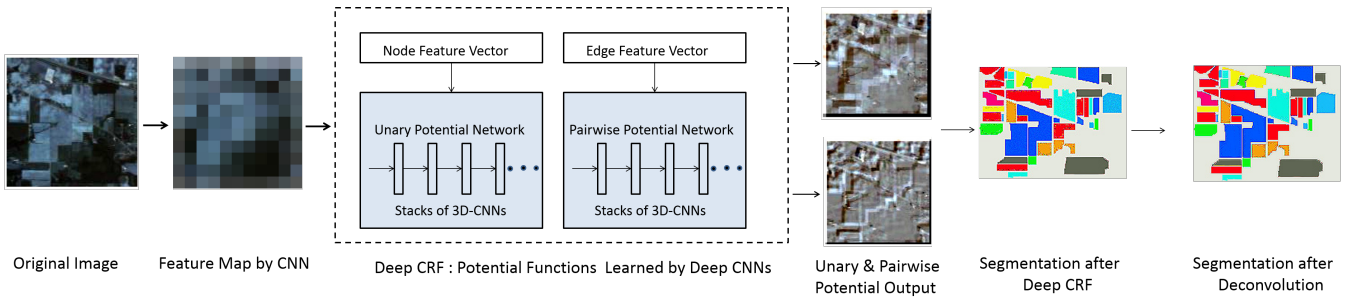 Node Feature Vector
Edge Feature Vector
Unary Potential Network
Pairwise Potential Network
Stacks of 3D-CNNs
Stacks of 3D-CNNs
Original Image
Feature Map by CNN
Deep CRF : Potential Functions Learned by Deep CNNs
Unary & Pairwise
Potential Output
Segmentation after
Deep CRF
Segmentation after
Deconvolution